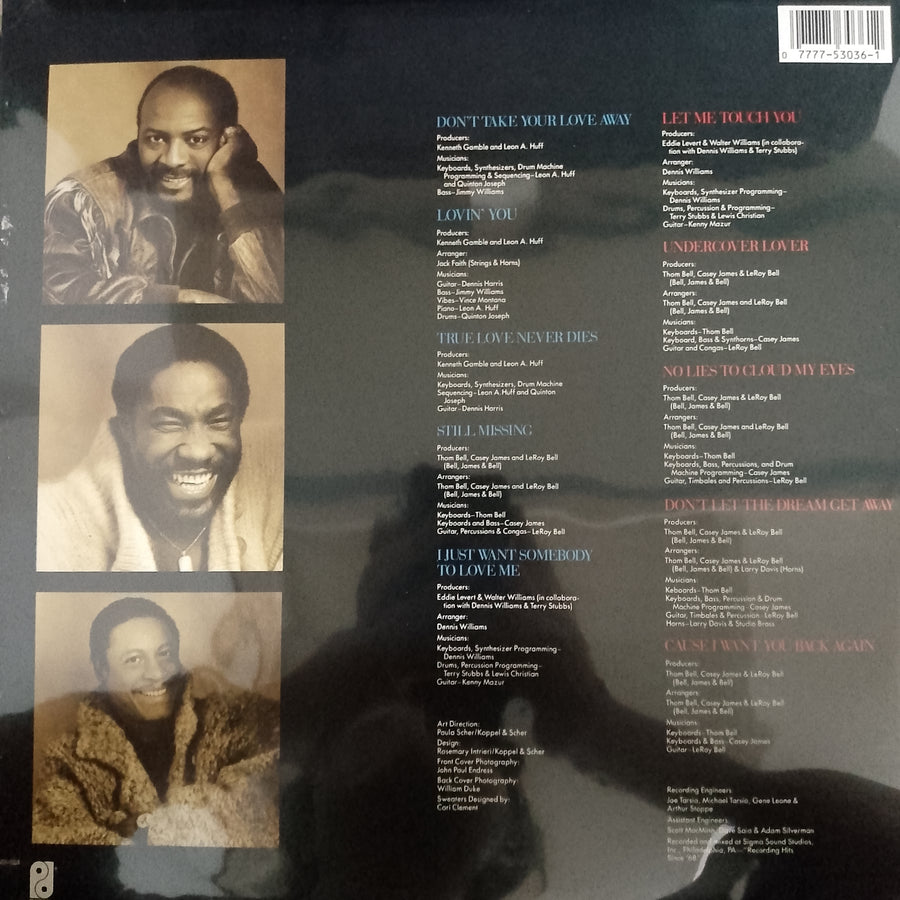 0 7777-53036-1
DON'T TAKE YOUR LOVE AWAY
Producers:
Kenneth Gamble and Leon A. Huff
Musicians:
Keyboards, Synthesizers, Drum Machine
Programming & Sequencing–Leon A. Huff
and Quinton Joseph
Bass–Jimmy Williams
LOVIN' YOU
Producers:
Kenneth Gamble and Leon A. Huff
Arranger:
Jack Faith (Strings & Horns)
Musicians:
Guitar–Dennis Harris
Bass–Jimmy Williams
Vibes–Vince Montana
Piano–Leon A. Huff
Drums–Quinton Joseph
TRUE LOVE NEVER DIES
Producers:
Kenneth Gamble and Leon A. Huff
Musicians:
Keyboards, Synthesizers, Drum Machine
Sequencing–Leon A. Huff and Quinton
Joseph
Guitar–Dennis Harris
STILL MISSING
Producers:
Thom Bell, Casey James and LeRoy Bell
(Bell, James & Bell)
Arrangers:
Thom Bell, Casey James and LeRoy Bell
(Bell, James & Bell)
Musicians:
Keyboards–Thom Bell
Keyboards and Bass–Casey James
Guitar, Percussions & Congas–LeRoy Bell
I JUST WANT SOMEBODY
TO LOVE ME
Producers:
Eddie Levert & Walter Williams (in collabora-
tion with Dennis Williams & Terry Stubbs)
Arranger:
Dennis Williams
Musicians:
Keyboards, Synthesizer Programming–
Dennis Williams
Drums, Percussion Programming–
Terry Stubbs & Lewis Christian
Guitar–Kenny Mazur
Art Direction:
Paula Scher/Koppel & Scher
Design:
Rosemary Intrieri/Koppel & Scher
Front Cover Photography:
John Paul Endress
Back Cover Photography:
William Duke
Sweaters Designed by:
Cori Clement
LET ME TOUCH YOU
Producers:
Eddie Levert & Walter Williams (in collabora-
tion with Dennis Williams & Terry Stubbs)
Arranger:
Dennis Williams
Musicians:
Keyboards, Synthesizer Programming–
Dennis Williams
Drums, Percussion & Programming–
Terry Stubbs & Lewis Christian
Guitar–Kenny Mazur
UNDERCOVER LOVER
Producers:
Thom Bell, Casey James & LeRoy Bell
(Bell, James & Bell)
Arrangers:
Thom Bell, Casey James and LeRoy Bell
(Bell, James & Bell)
Musicians:
Keyboards–Thom Bell
Keyboard, Bass & Synthorns–Casey James
Guitar and Congas–LeRoy Bell
NO LIES TO CLOUD MY EYES
Producers:
Thom Bell, Casey James & LeRoy Bell
(Bell, James & Bell)
Arrangers:
Thom Bell, Casey James and LeRoy Bell
(Bell, James & Bell)
Musicians:
Keyboards–Thom Bell
Keyboards, Bass, Percussions, and Drum
Machine Programming–Casey James
Guitar, Timbales and Percussions–LeRoy Bell
DON'T LET THE DREAM GET AWAY
Producers:
Thom Bell, Casey James & LeRoy Bell
(Bell, James & Bell)
Arrangers:
Thom Bell, Casey James & LeRoy Bell
(Bell, James & Bell) & Larry Davis (Horns)
Musicians:
Keboards–Thom Bell
Keyboards, Bass, Percussion & Drum
Machine Programming–Casey James
Guitar, Timbales & Percussion–LeRoy Bell
Horns–Larry Davis & Studio Brass
CAUSE I WANT YOU BACK AGAIN
Producers:
Thom Bell, Casey James & LeRoy Bell
(Bell, James & Bell)
Arrangers:
Thom Bell, Casey James & LeRoy Bell
(Bell, James & Bell)
Musicians:
Keyboards–Thom Bell
Keyboards & Bass–Casey James
Guitar–LeRoy Bell
Recording Engineers
Joe Tarsia, Michael Tarsia, Gene Leone &
Arthur Stoppe
Assistant Engineers
Scott MacMinn, Dave Saia & Adam Silverman
Recorded and mixed at Sigma Sound Studios,
Inc., Philadelphia, PA–"Recording Hits
Since '68"